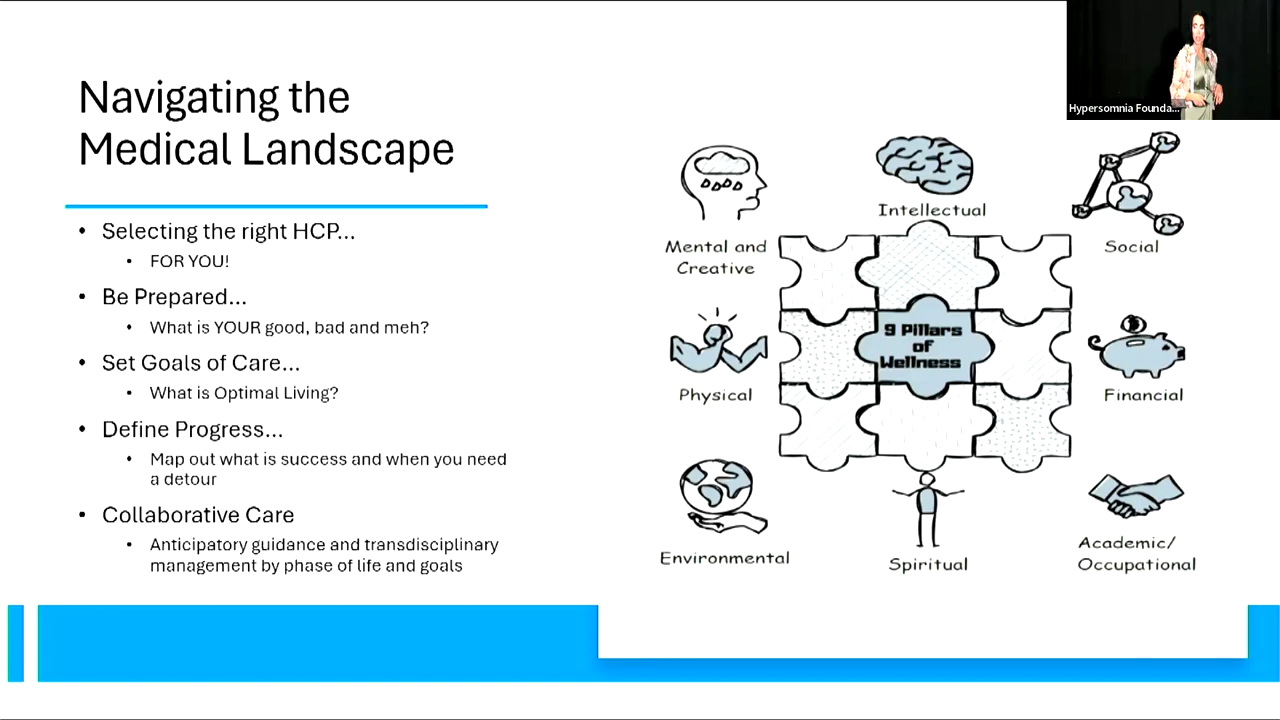 Navigating the
Medical Landscape
• Selecting the right HCP...
• FOR YOU!
• Be Prepared...
• What is YOUR good, bad and meh?
• Set Goals of Care...
• What is Optimal Living?
• Define Progress...
• Map out what is success and when you need
a detour
• Collaborative Care
• Anticipatory guidance and transdisciplinary
management by phase of life and goals
Hypersomnia Founda...
Intellectual
Mental and
Creative
Social
9 Pillars
of
Wellness
Physical
Financial
Environmental
Spiritual
Academic/
Occupational